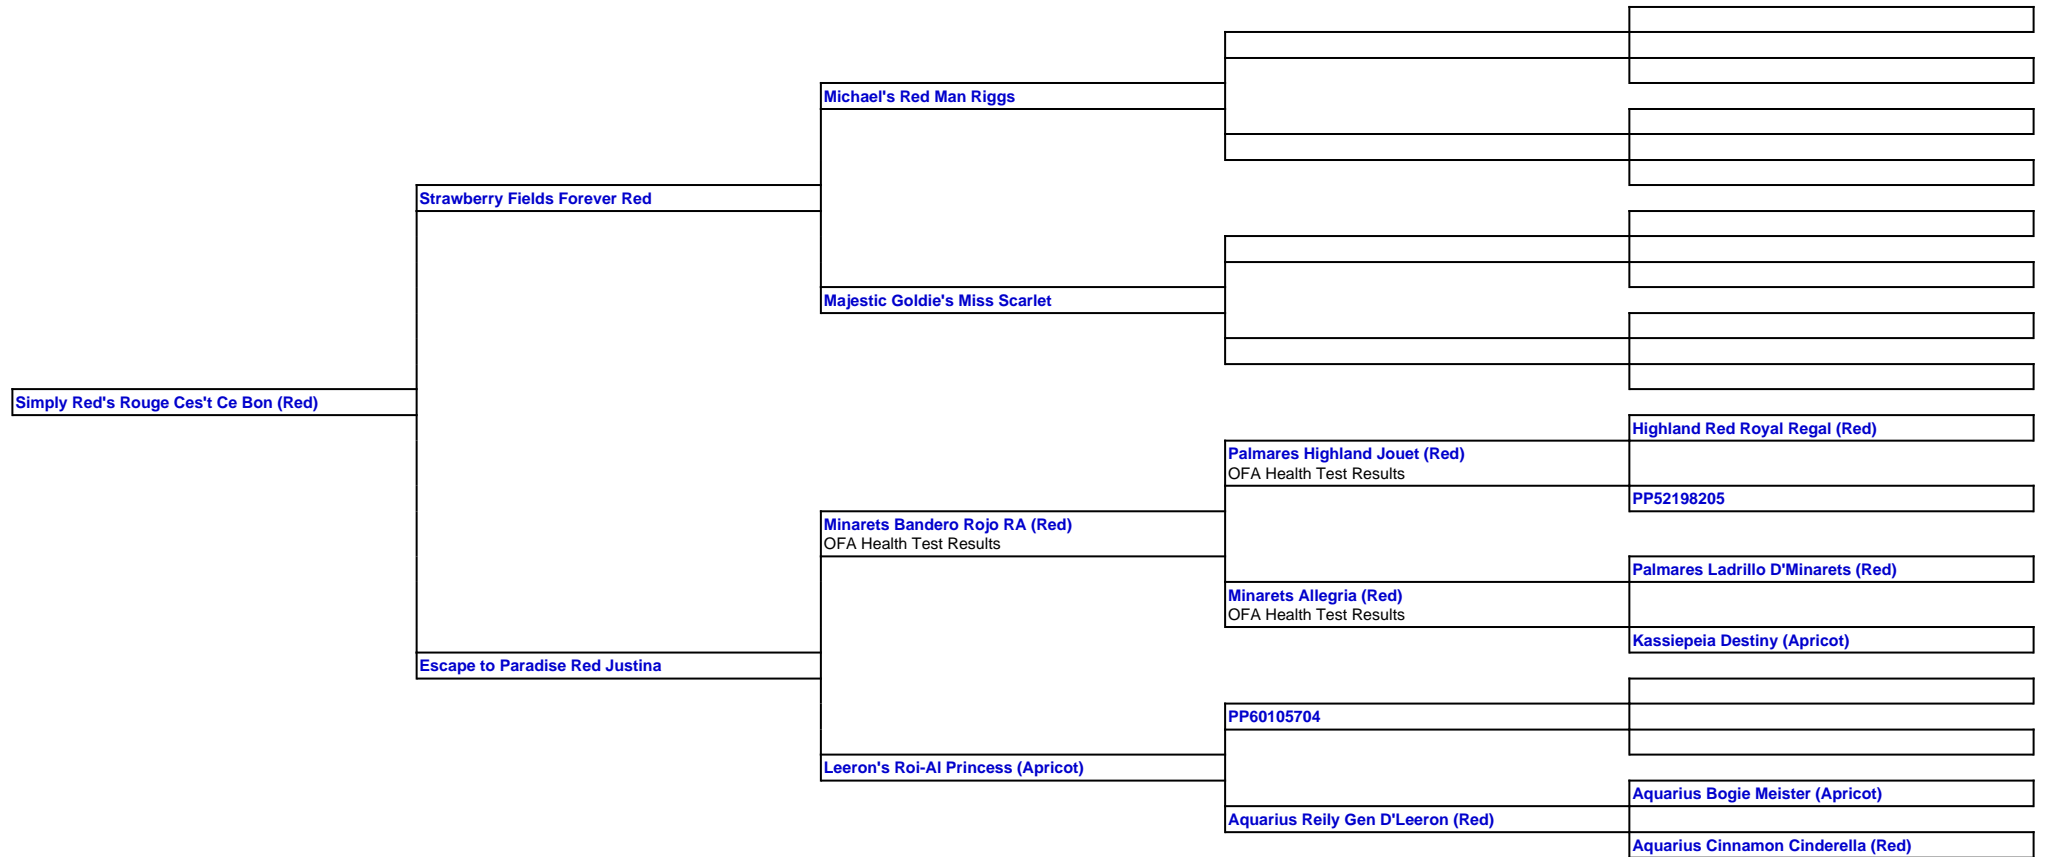 Michael's Red Man Riggs
Strawberry Fields Forever Red
Majestic Goldie's Miss Scarlet
Simply Red's Rouge Ces't Ce Bon (Red)
Highland Red Royal Regal (Red)
Palmares Highland Jouet (Red)
OFA Health Test Results
PP52198205
Minarets Bandero Rojo RA (Red)
OFA Health Test Results
Palmares Ladrillo D'Minarets (Red)
Minarets Allegria (Red)
OFA Health Test Results
Kassiepeia Destiny (Apricot)
Escape to Paradise Red Justina
PP60105704
Leeron's Roi-Al Princess (Apricot)
Aquarius Bogie Meister (Apricot)
Aquarius Reily Gen D'Leeron (Red)
Aquarius Cinnamon Cinderella (Red)